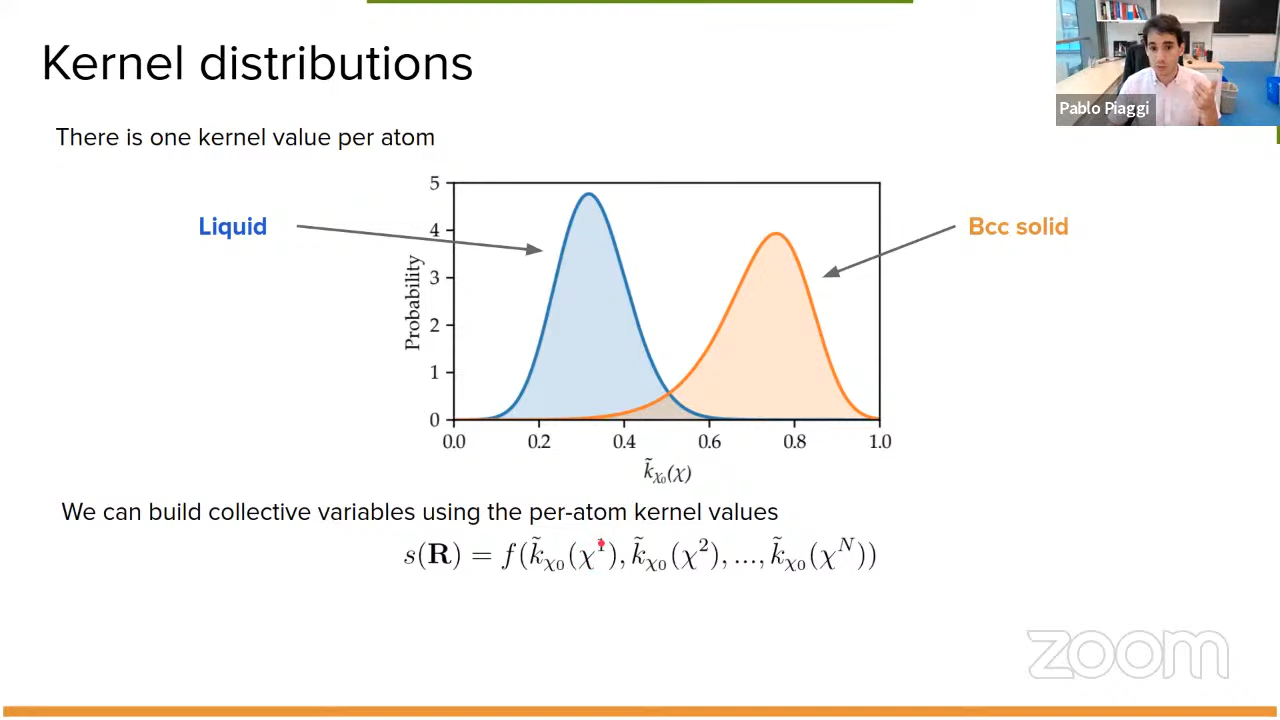 Kernel distributions
Pablo Piaggi
There is one kernel value per atom
Liquid
Bcc solid
Probability
5
4
3
2
1
0
0.0 0.2 0.4 0.6 0.8 1.0
k̃χ₀(χ)
We can build collective variables using the per-atom kernel values
s(R) = f(k̃χ₀(χ¹), k̃χ₀(χ²), ..., k̃χ₀(χᴺ))
zoom